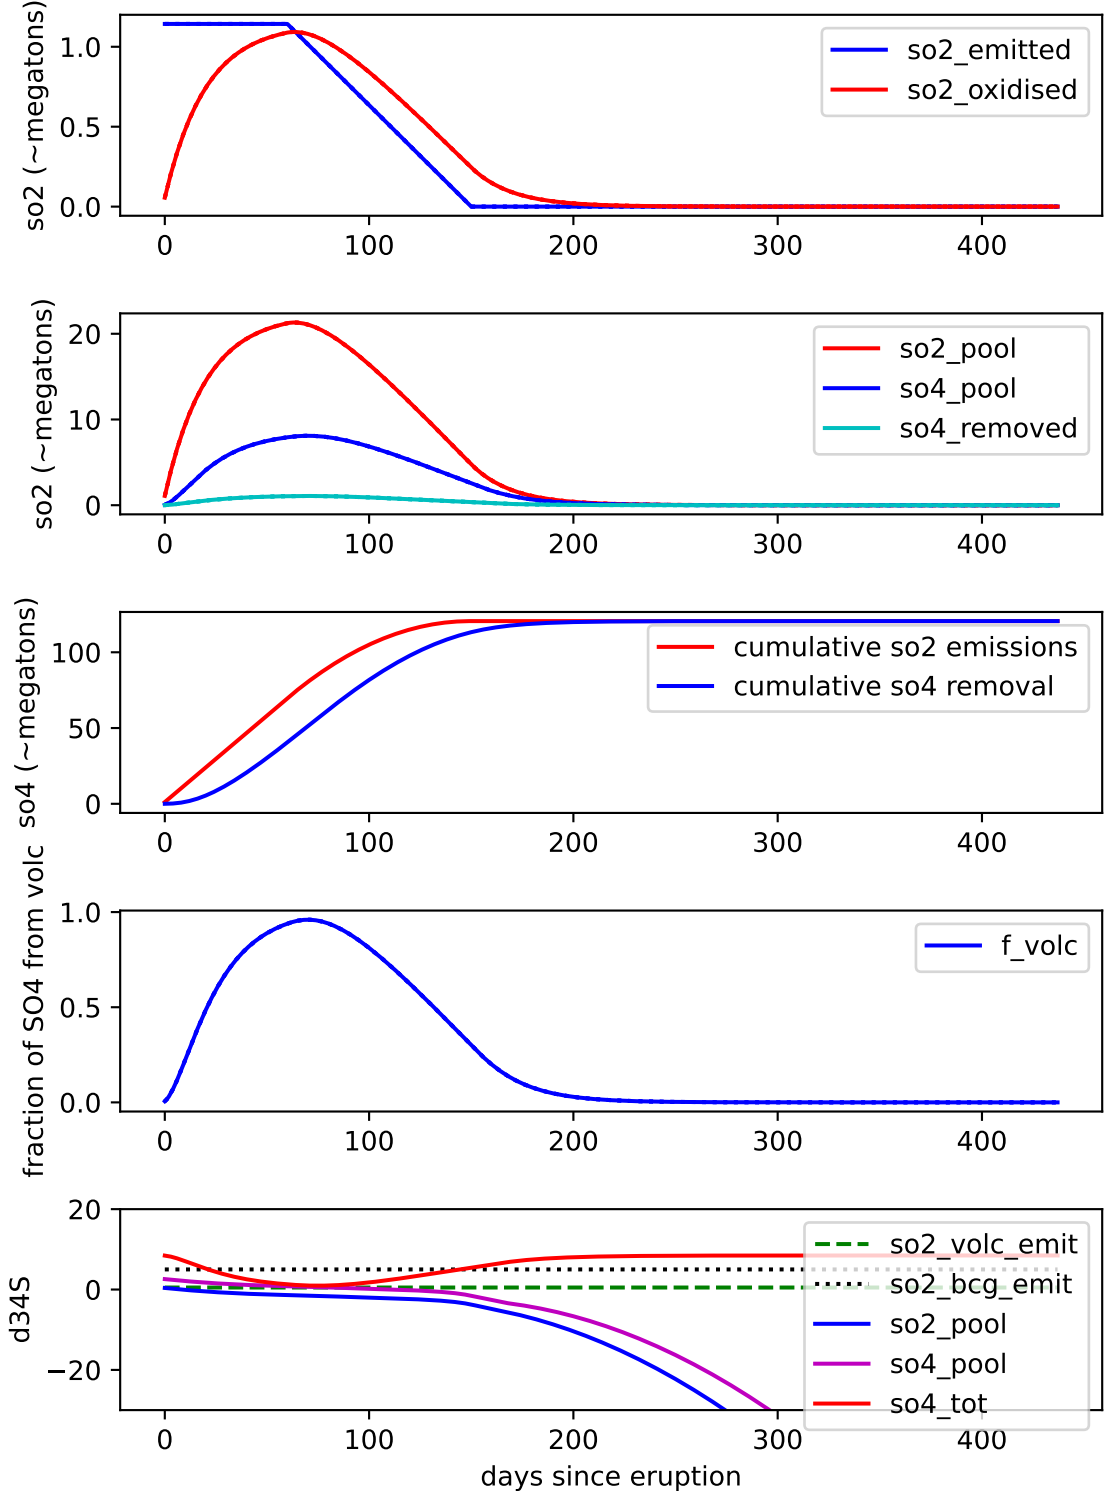 so2 (~megatons)
1.0
0.5
0.0
so2_emitted
so2_oxidised
0 100 200 300 400
so2 (~megatons)
20
10
0
so2_pool
so4_pool
so4_removed
0 100 200 300 400
so4 (~megatons)
100
50
0
cumulative so2 emissions
cumulative so4 removal
0 100 200 300 400
fraction of SO4 from volc
1.0
0.5
0.0
f_volc
0 100 200 300 400
d34S
20
0
−20
so2_volc_emit
so2_bcg_emit
so2_pool
so4_pool
so4_tot
0 100 200 300 400
days since eruption